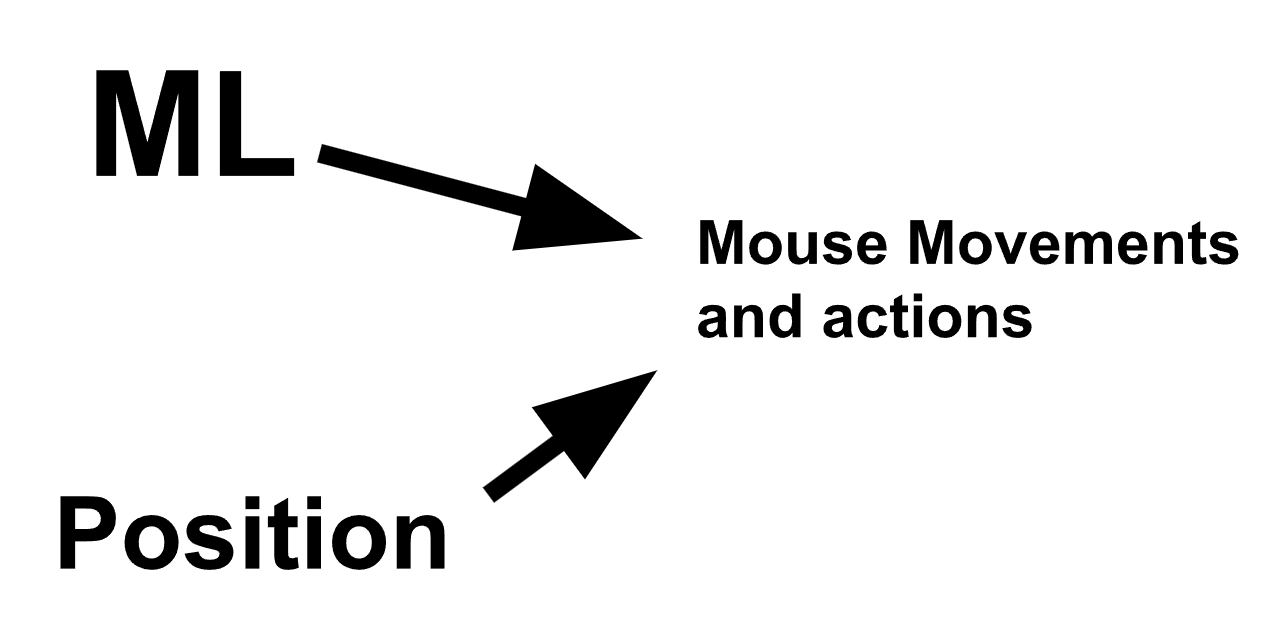 ML
Mouse Movements
and actions
Position